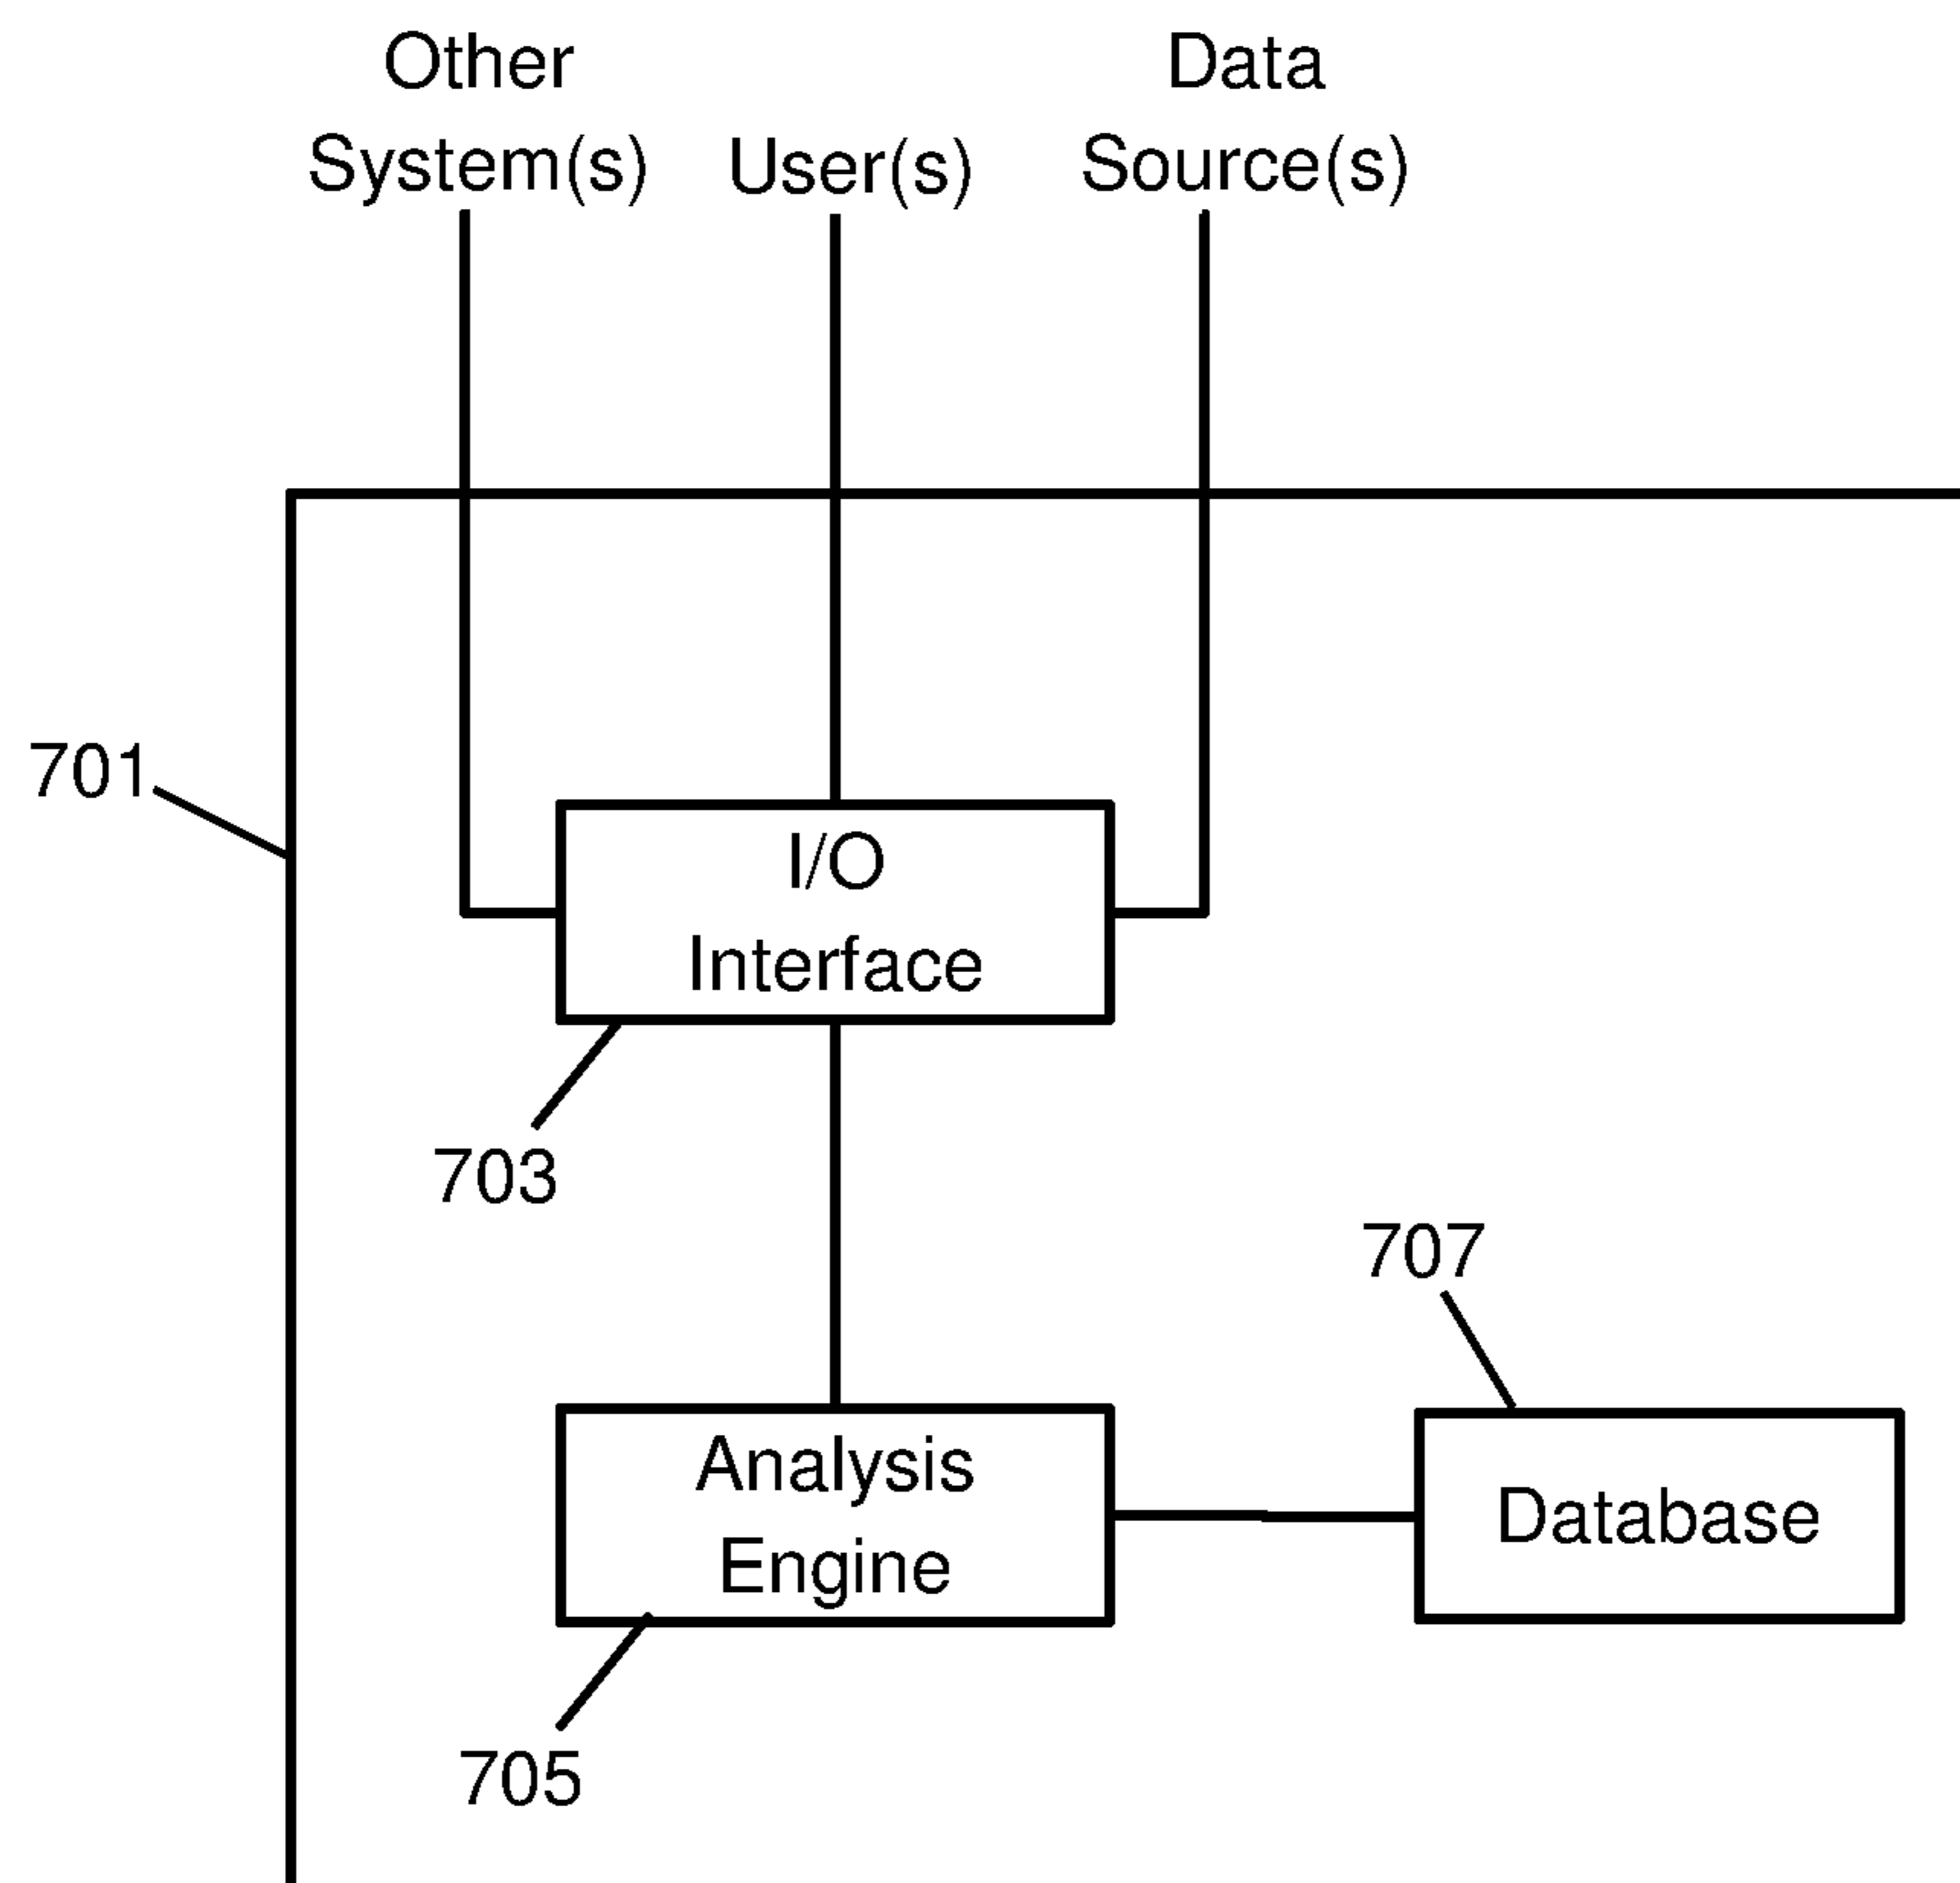 Other
System(s)
User(s)
Data
Source(s)
701
I/O
Interface
703
707
Analysis
Engine
Database
705